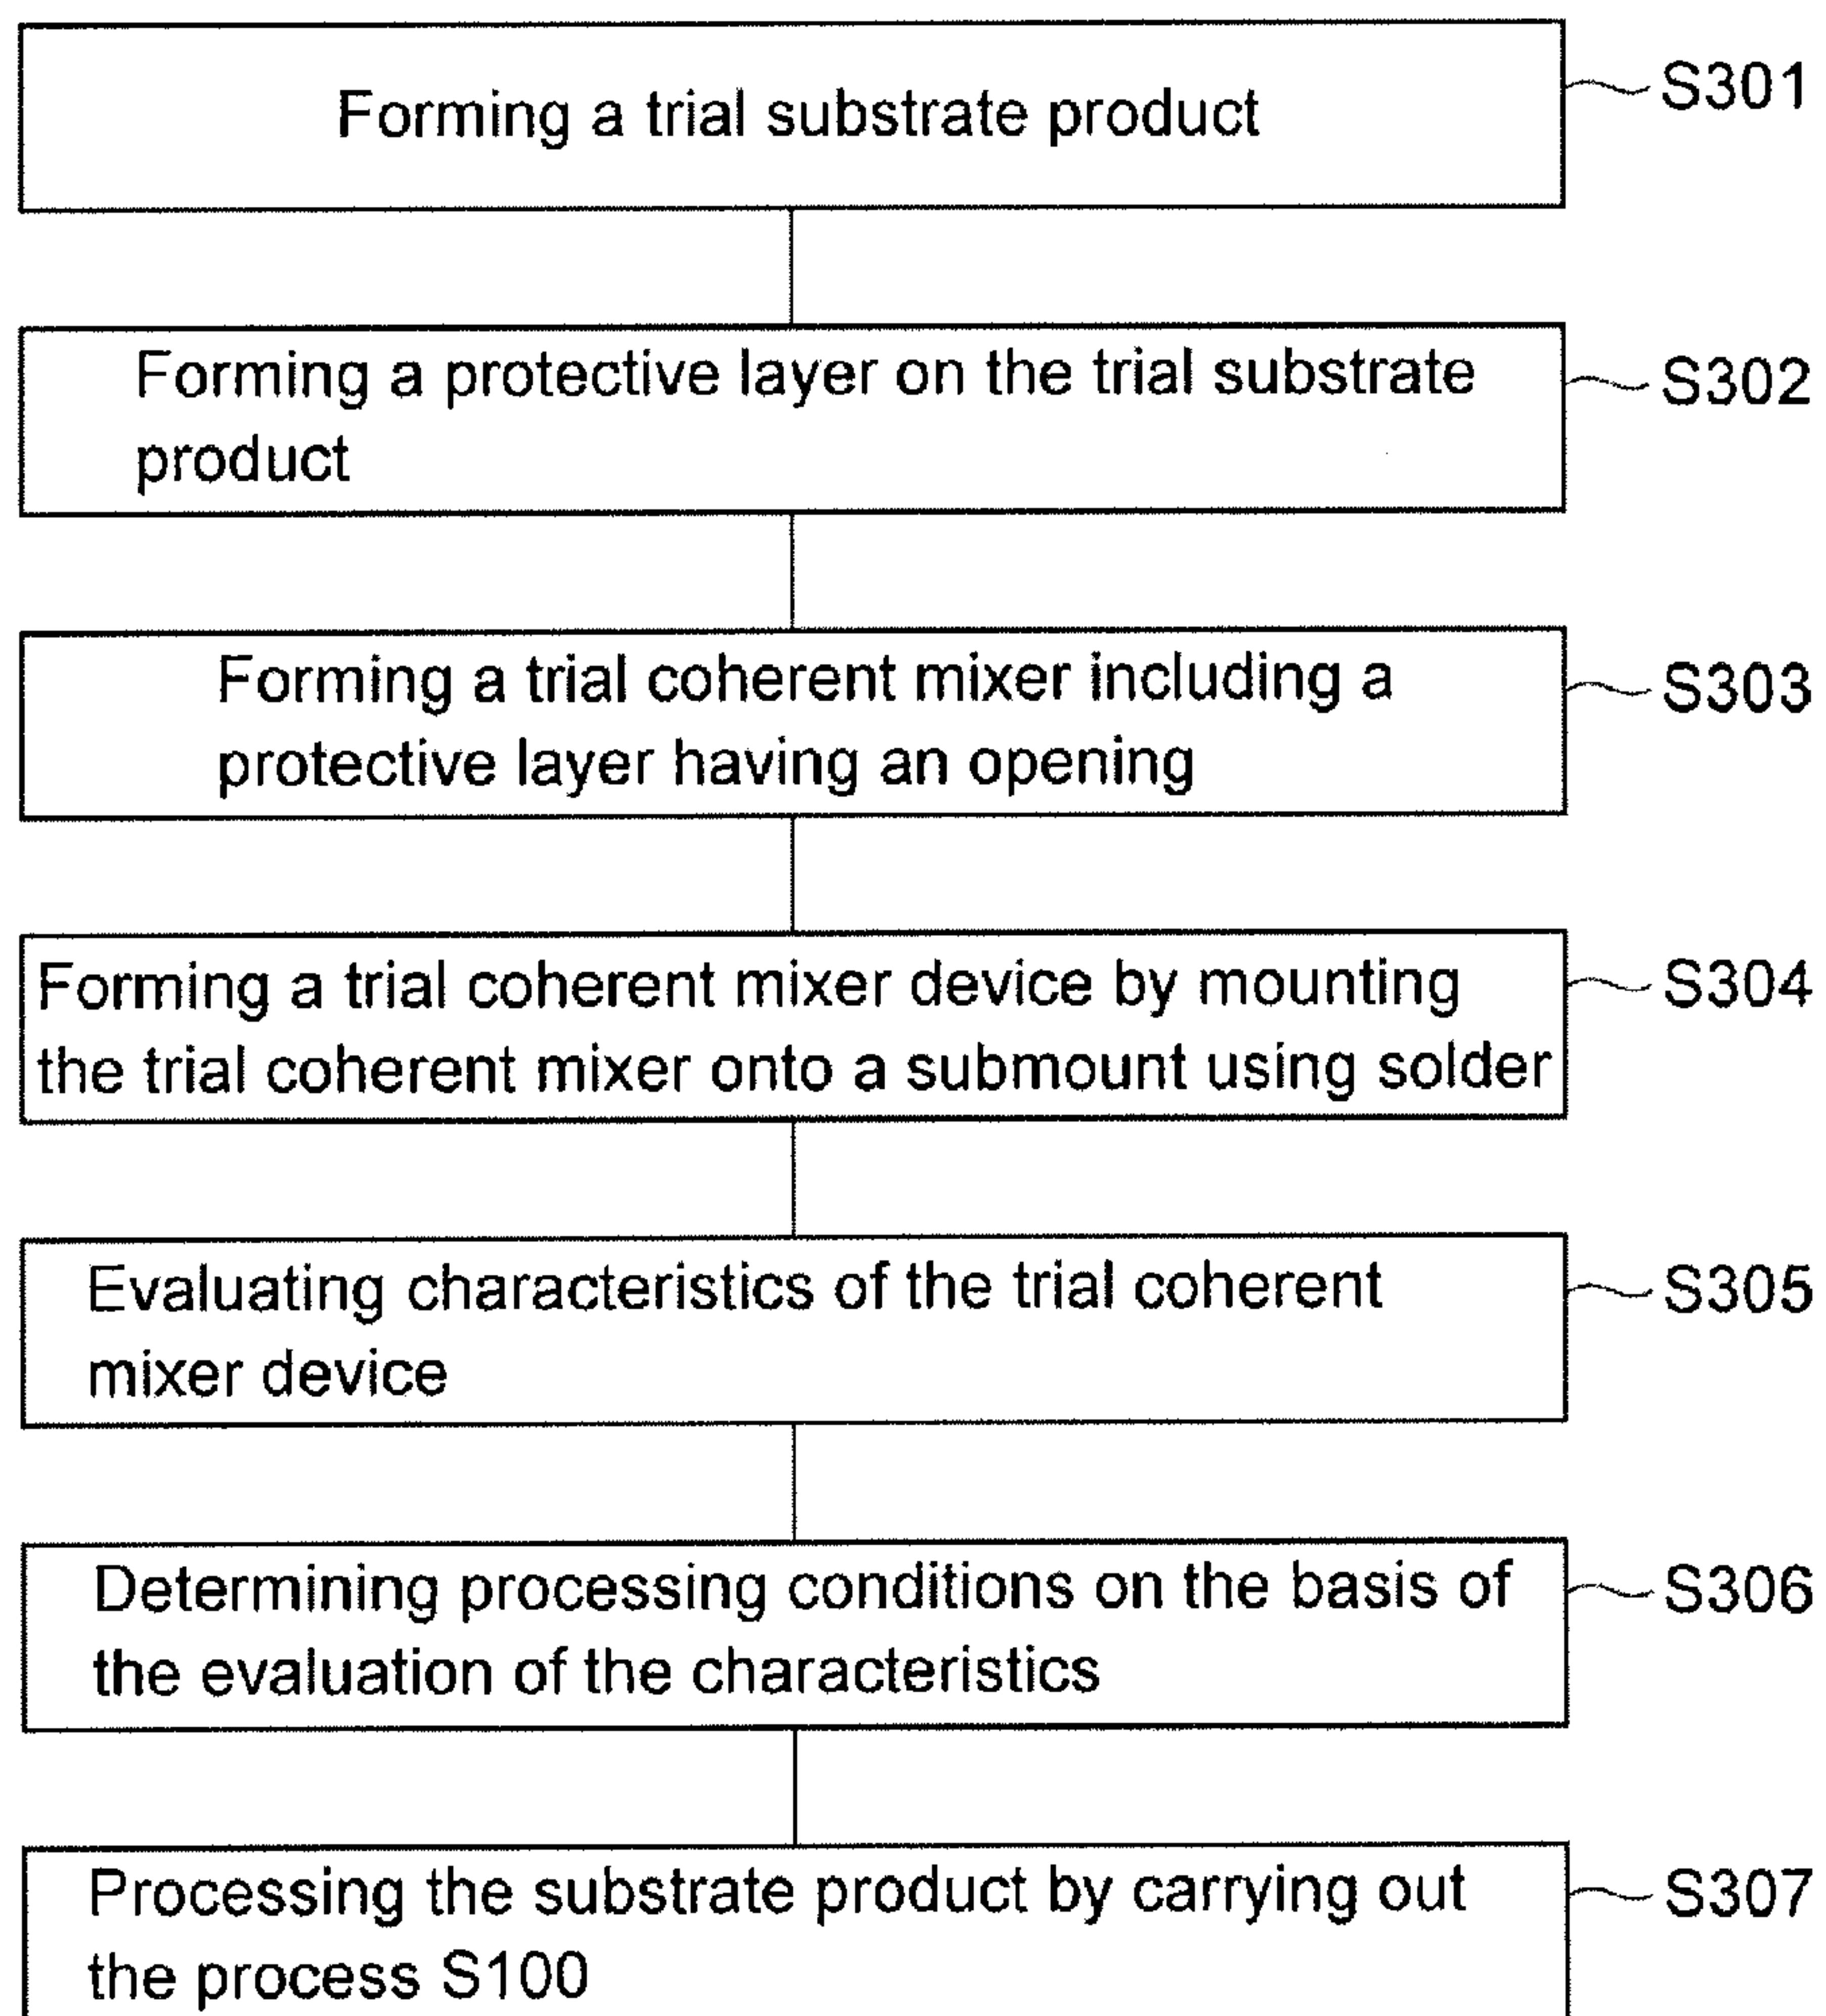 Forming a trial substrate product
S301
Forming a protective layer on the trial substrate
product
S302
Forming a trial coherent mixer including a
protective layer having an opening
S303
Forming a trial coherent mixer device by mounting
the trial coherent mixer onto a submount using solder
S304
Evaluating characteristics of the trial coherent
mixer device
S305
Determining processing conditions on the basis of
the evaluation of the characteristics
S306
Processing the substrate product by carrying out
the process S100
S307